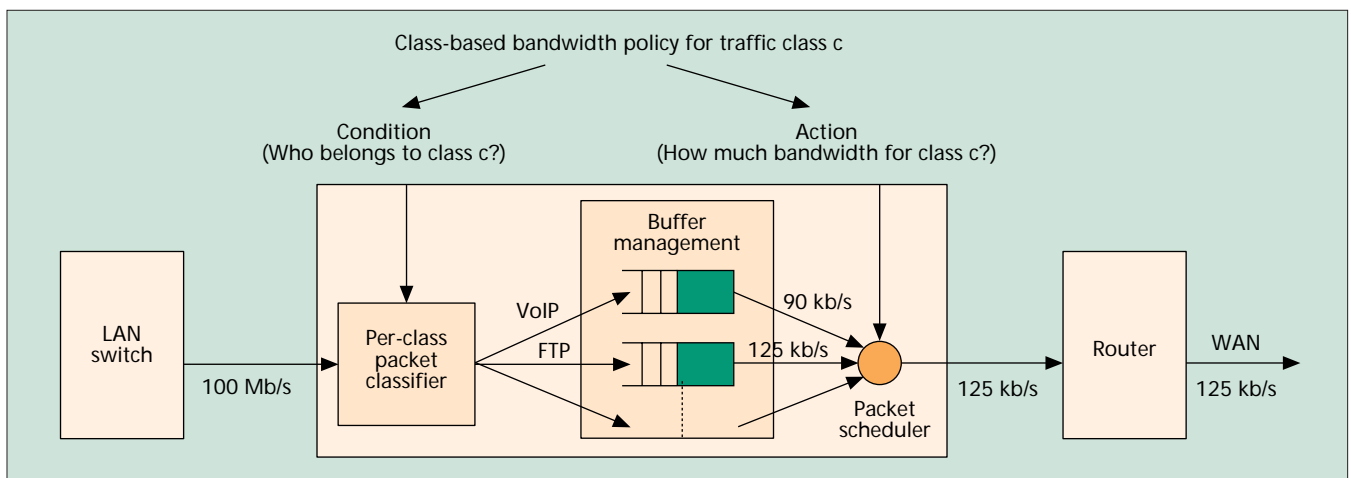 Class-based bandwidth policy for traffic class c
Condition
(Who belongs to class c?)
Action
(How much bandwidth for class c?)
LAN
switch
100 Mb/s
Per-class
packet
classifier
VoIP
FTP
Buffer
management
90 kb/s
125 kb/s
Packet
scheduler
125 kb/s
Router
WAN
125 kb/s